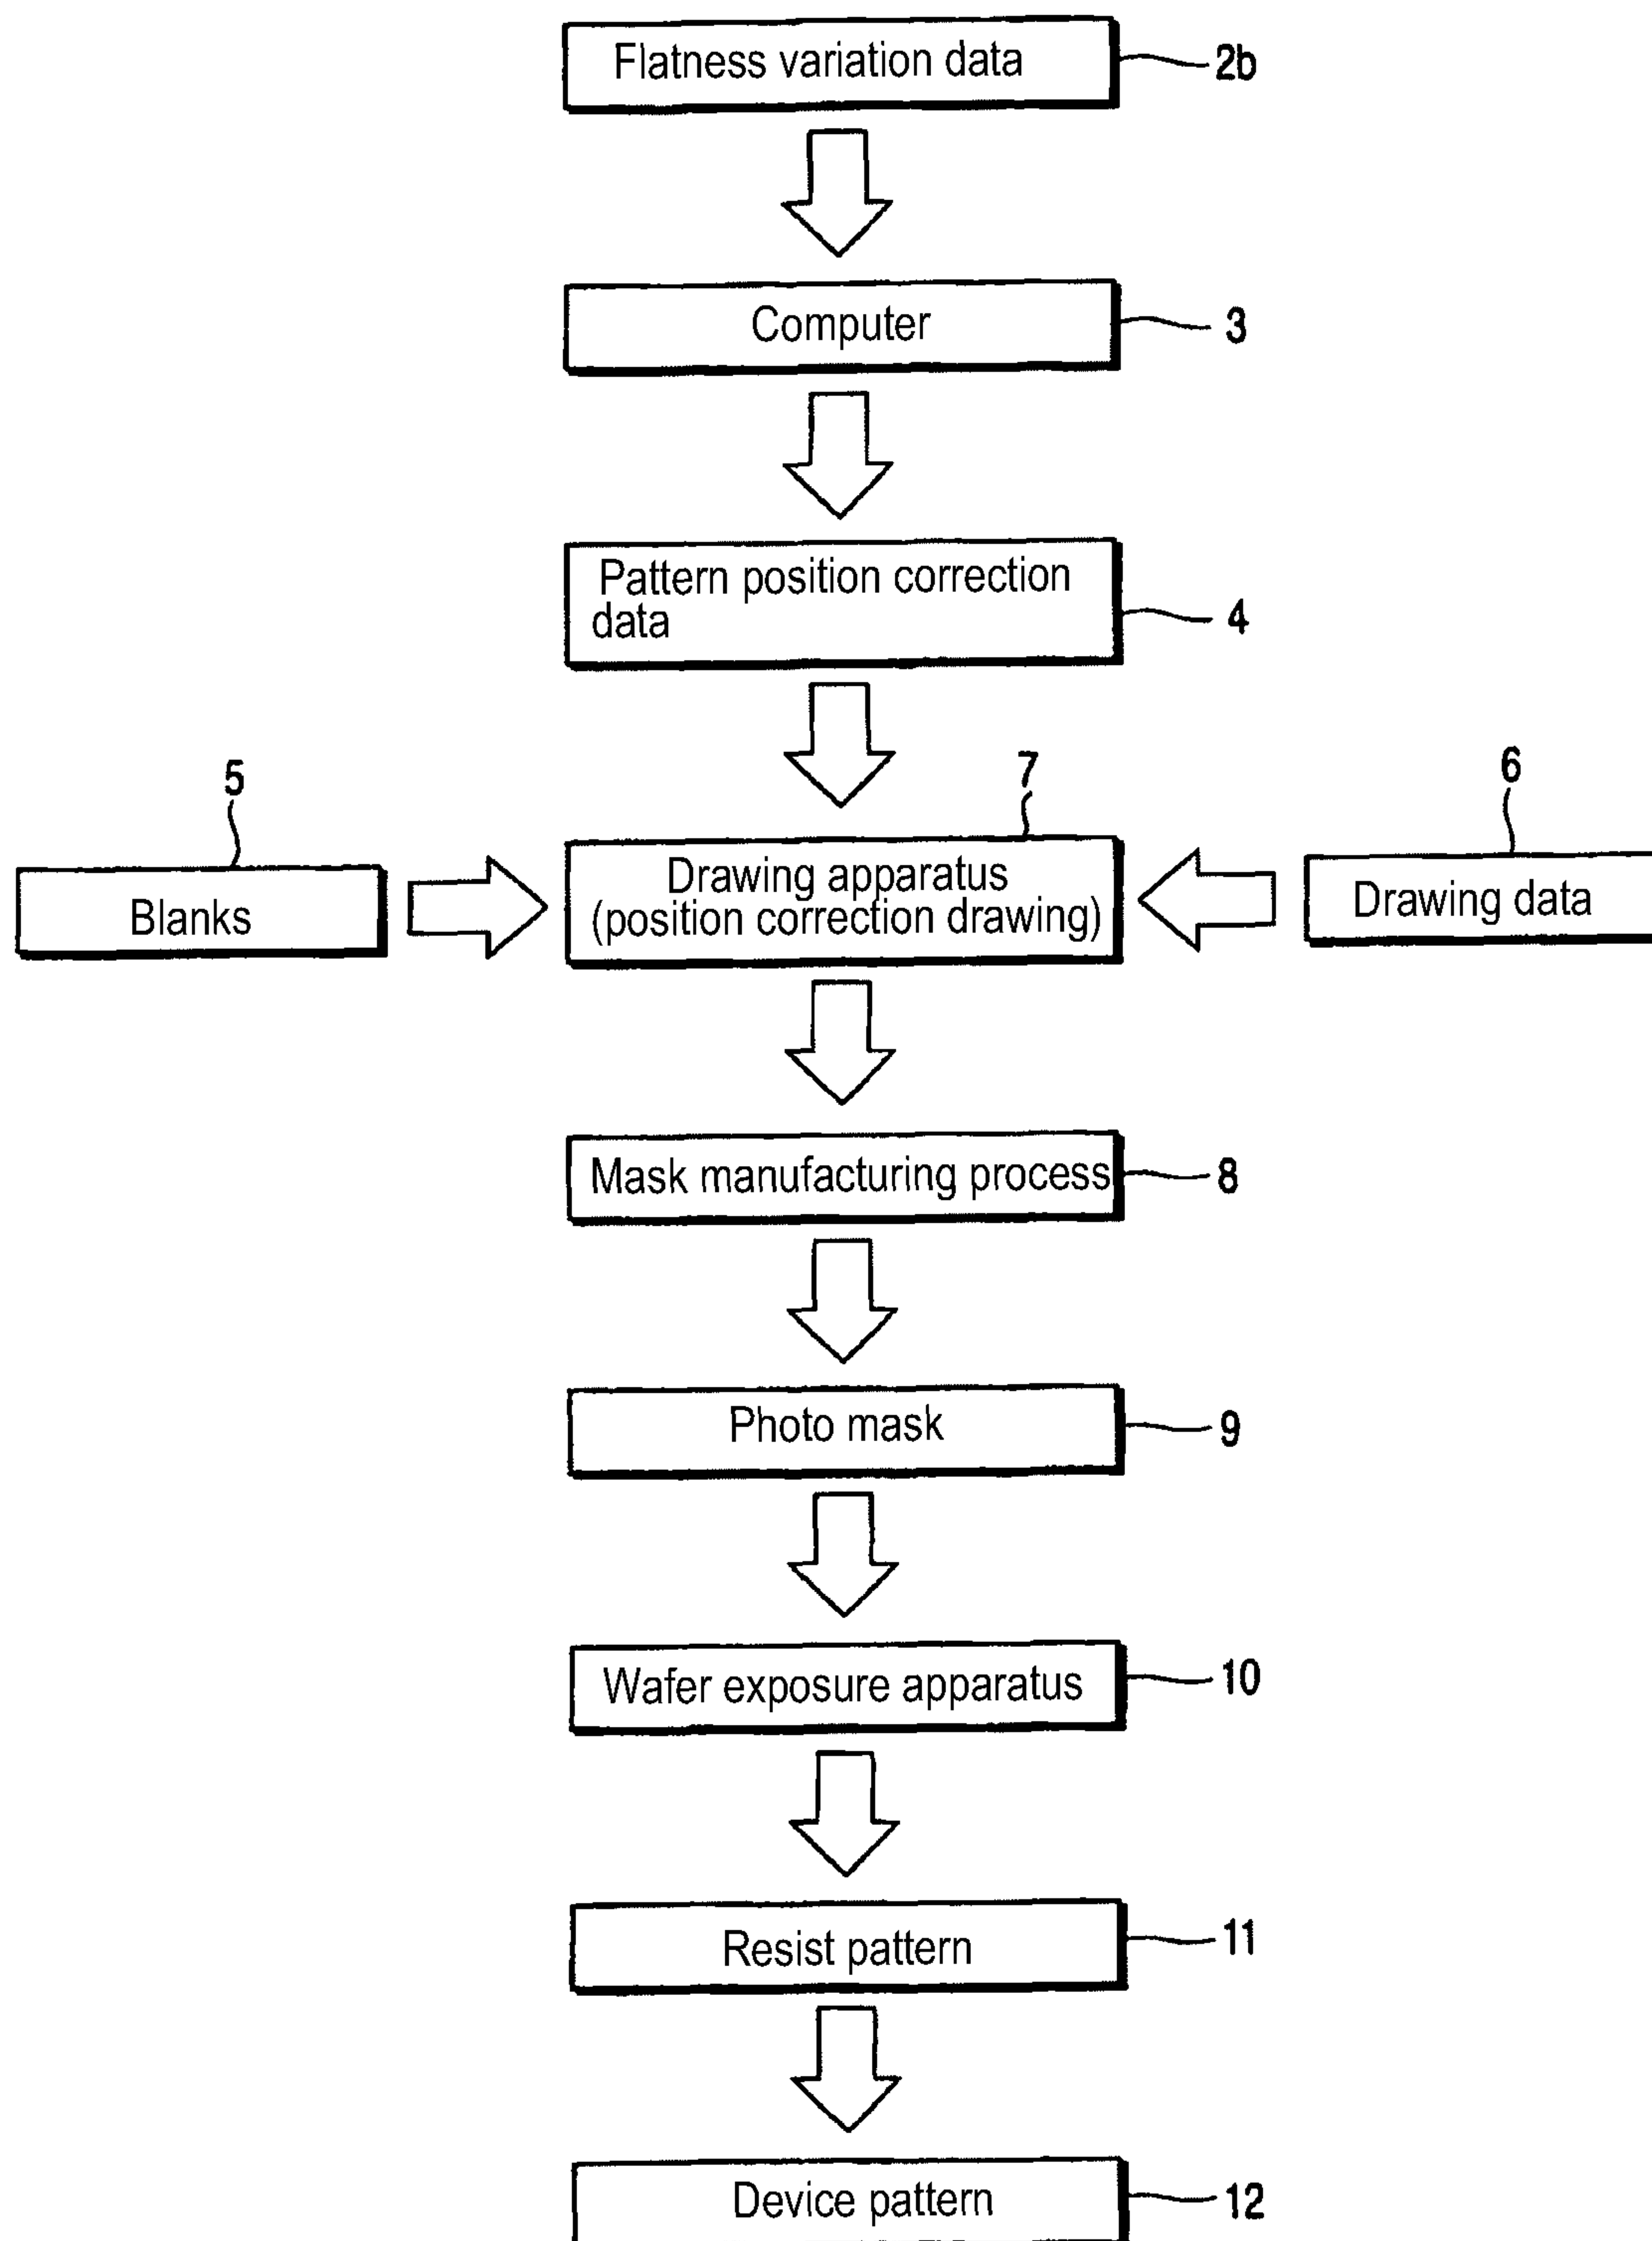 Flatness variation data
2b
Computer
3
Pattern position correction
data
4
5
7
6
Blanks
Drawing apparatus
(position correction drawing)
Drawing data
Mask manufacturing process
8
Photo mask
9
Wafer exposure apparatus
10
Resist pattern
11
Device pattern
12